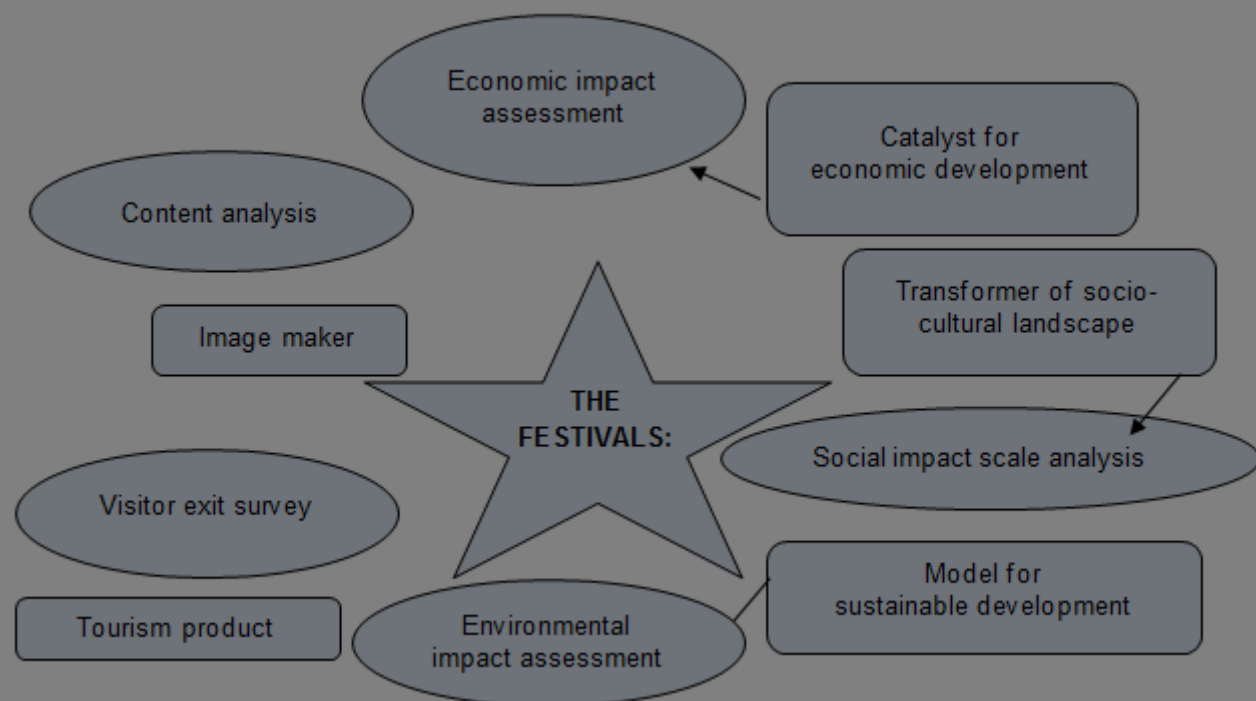 Economic impact
assessment
Catalyst for
economic development
Content analysis
Transformer of socio-
cultural landscape
Image maker
THE
FESTIVALS:
Social impact scale analysis
Visitor exit survey
Model for
sustainable development
Tourism product
Environmental
impact assessment